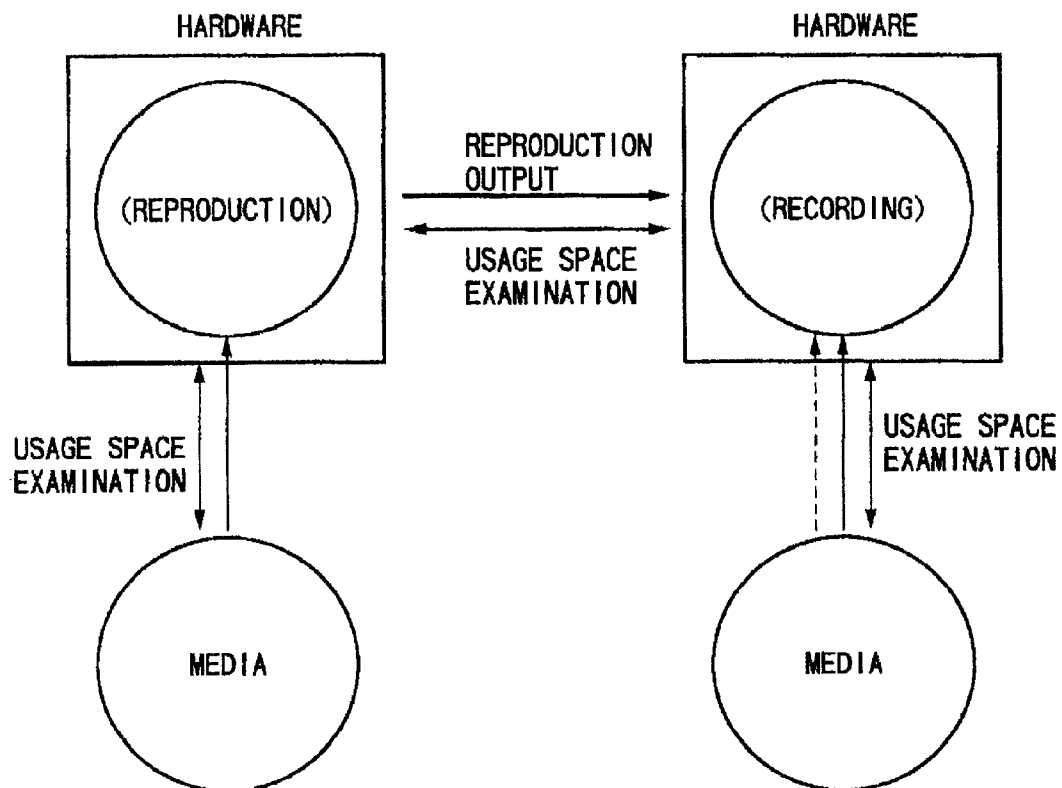 HARDWARE
HARDWARE
(REPRODUCTION)
REPRODUCTION
OUTPUT
USAGE SPACE
EXAMINATION
(RECORDING)
USAGE SPACE
EXAMINATION
USAGE SPACE
EXAMINATION
MEDIA
MEDIA